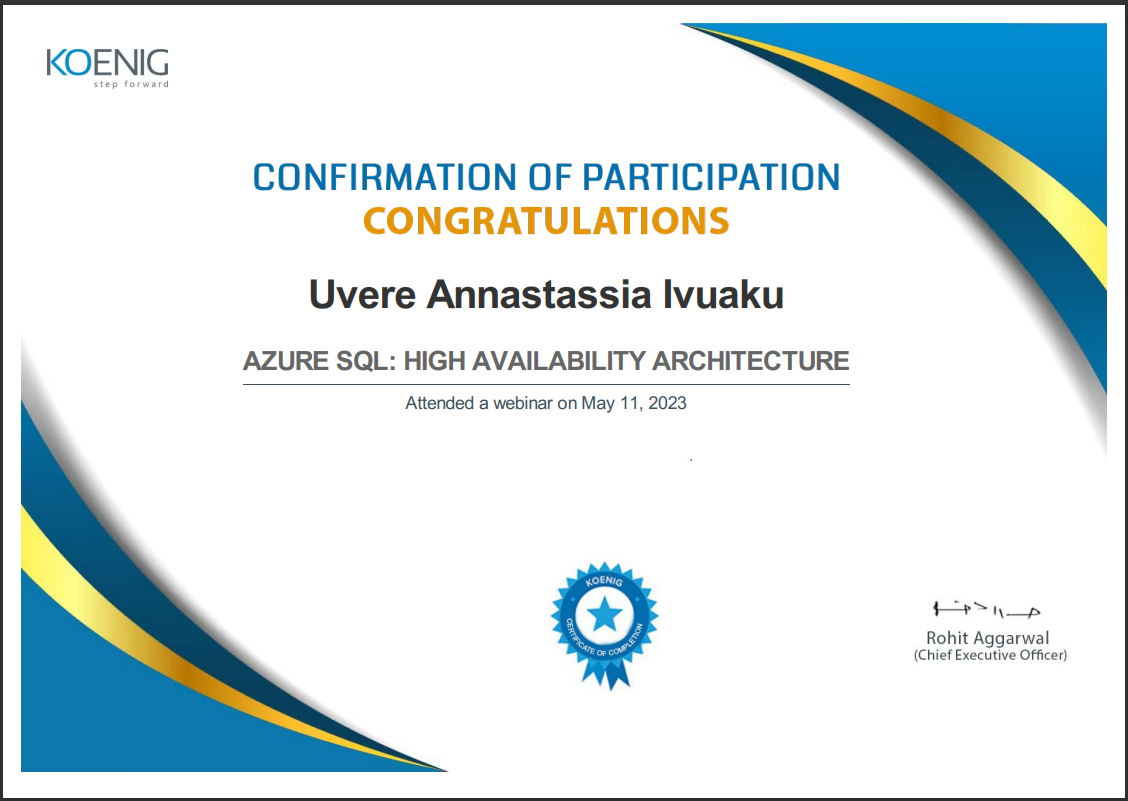 KOENIG
step forward
CONFIRMATION OF PARTICIPATION
CONGRATULATIONS
Uvere Annastassia Ivuaku
AZURE SQL: HIGH AVAILABILITY ARCHITECTURE
Attended a webinar on May 11, 2023
.
KOENIG
CERTIFICATE OF COMPLETION
Rohit Aggarwal
(Chief Executive Officer)